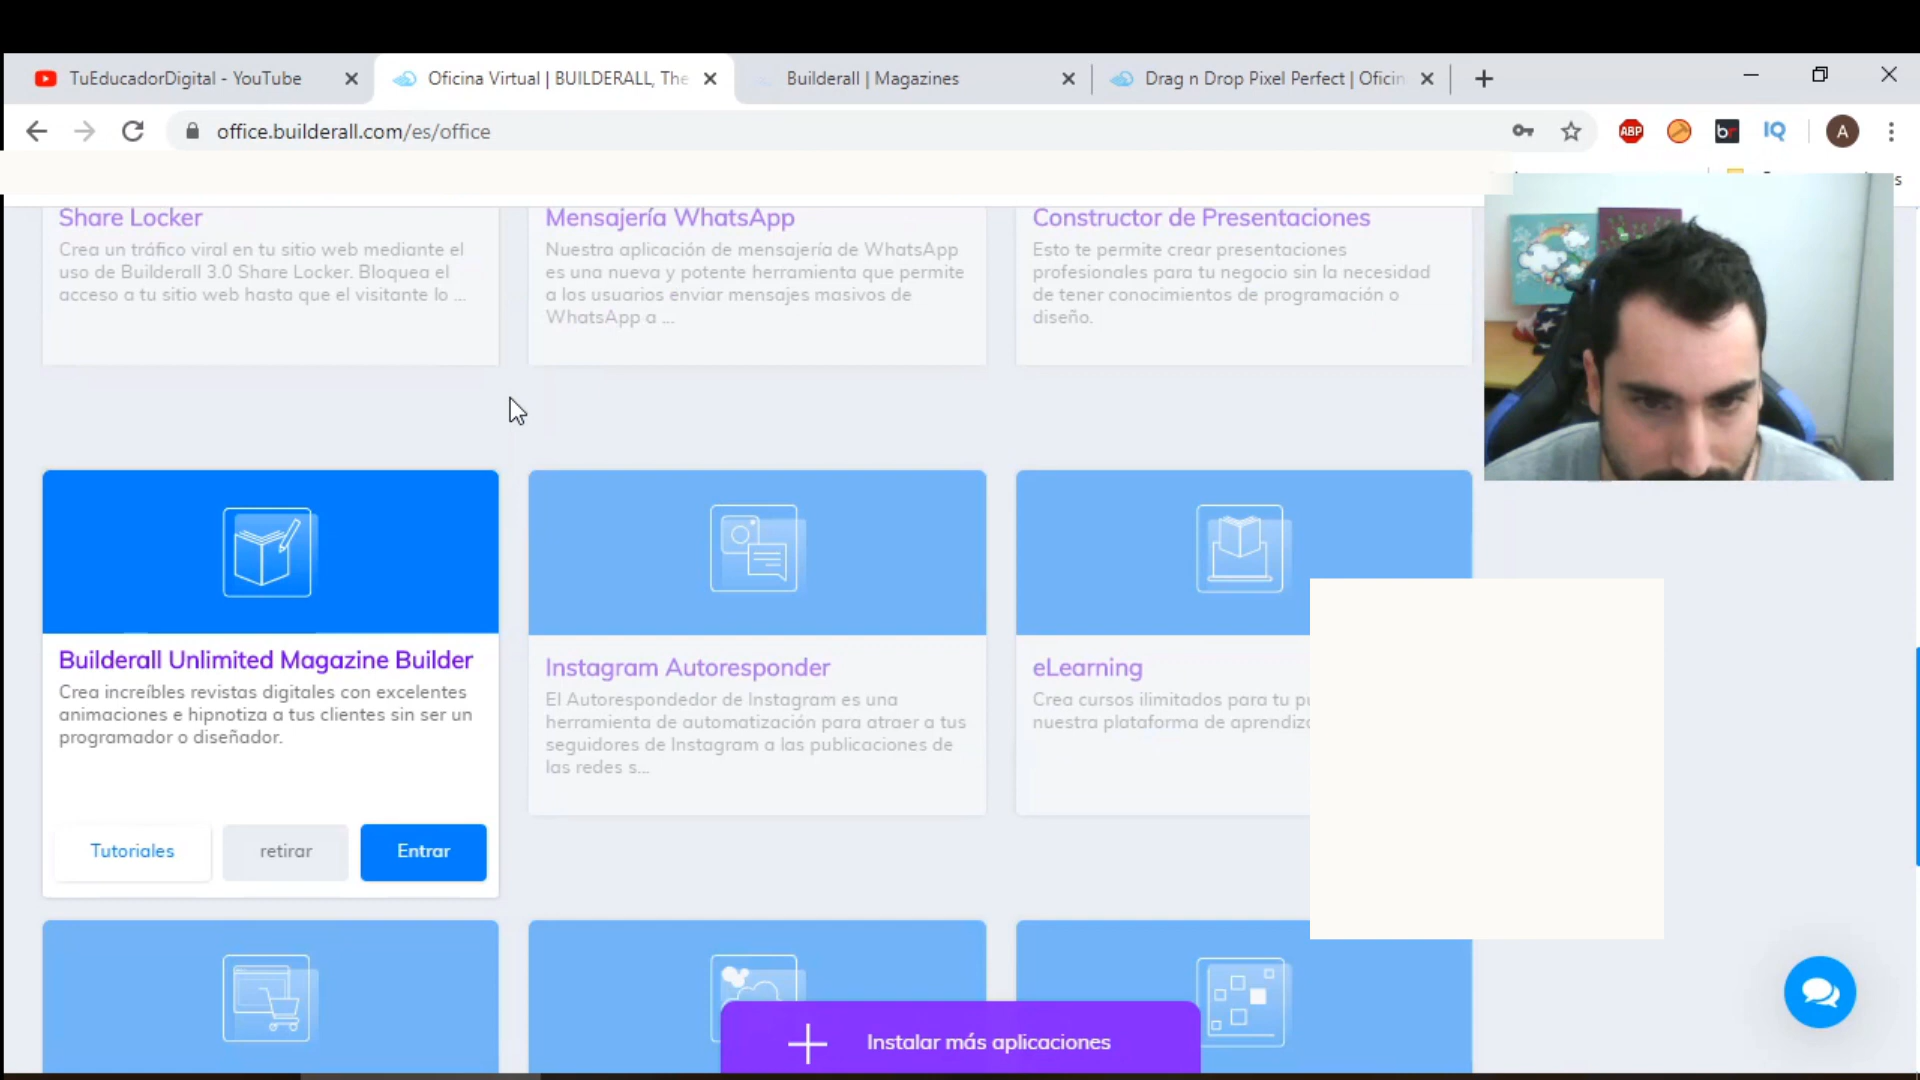 TuEducadorDigital - YouTube
Oficina Virtual | BUILDERALL, The
Builderall | Magazines
Drag n Drop Pixel Perfect | Oficin
office.builderall.com/es/office
ABP
br
IQ
A
s
Share Locker
Crea un tráfico viral en tu sitio web mediante el
uso de Builderall 3.0 Share Locker. Bloquea el
acceso a tu sitio web hasta que el visitante lo ...
Mensajería WhatsApp
Nuestra aplicación de mensajería de WhatsApp
es una nueva y potente herramienta que permite
a los usuarios enviar mensajes masivos de
WhatsApp a ...
Constructor de Presentaciones
Esto te permite crear presentaciones
profesionales para tu negocio sin la necesidad
de tener conocimientos de programación o
diseño.
Builderall Unlimited Magazine Builder
Crea increíbles revistas digitales con excelentes
animaciones e hipnotiza a tus clientes sin ser un
programador o diseñador.
Tutoriales
retirar
Entrar
Instagram Autoresponder
El Autorespondedor de Instagram es una
herramienta de automatización para atraer a tus
seguidores de Instagram a las publicaciones de
las redes s...
eLearning
Crea cursos ilimitados para tu
nuestra plataforma de
Instalar más aplicaciones